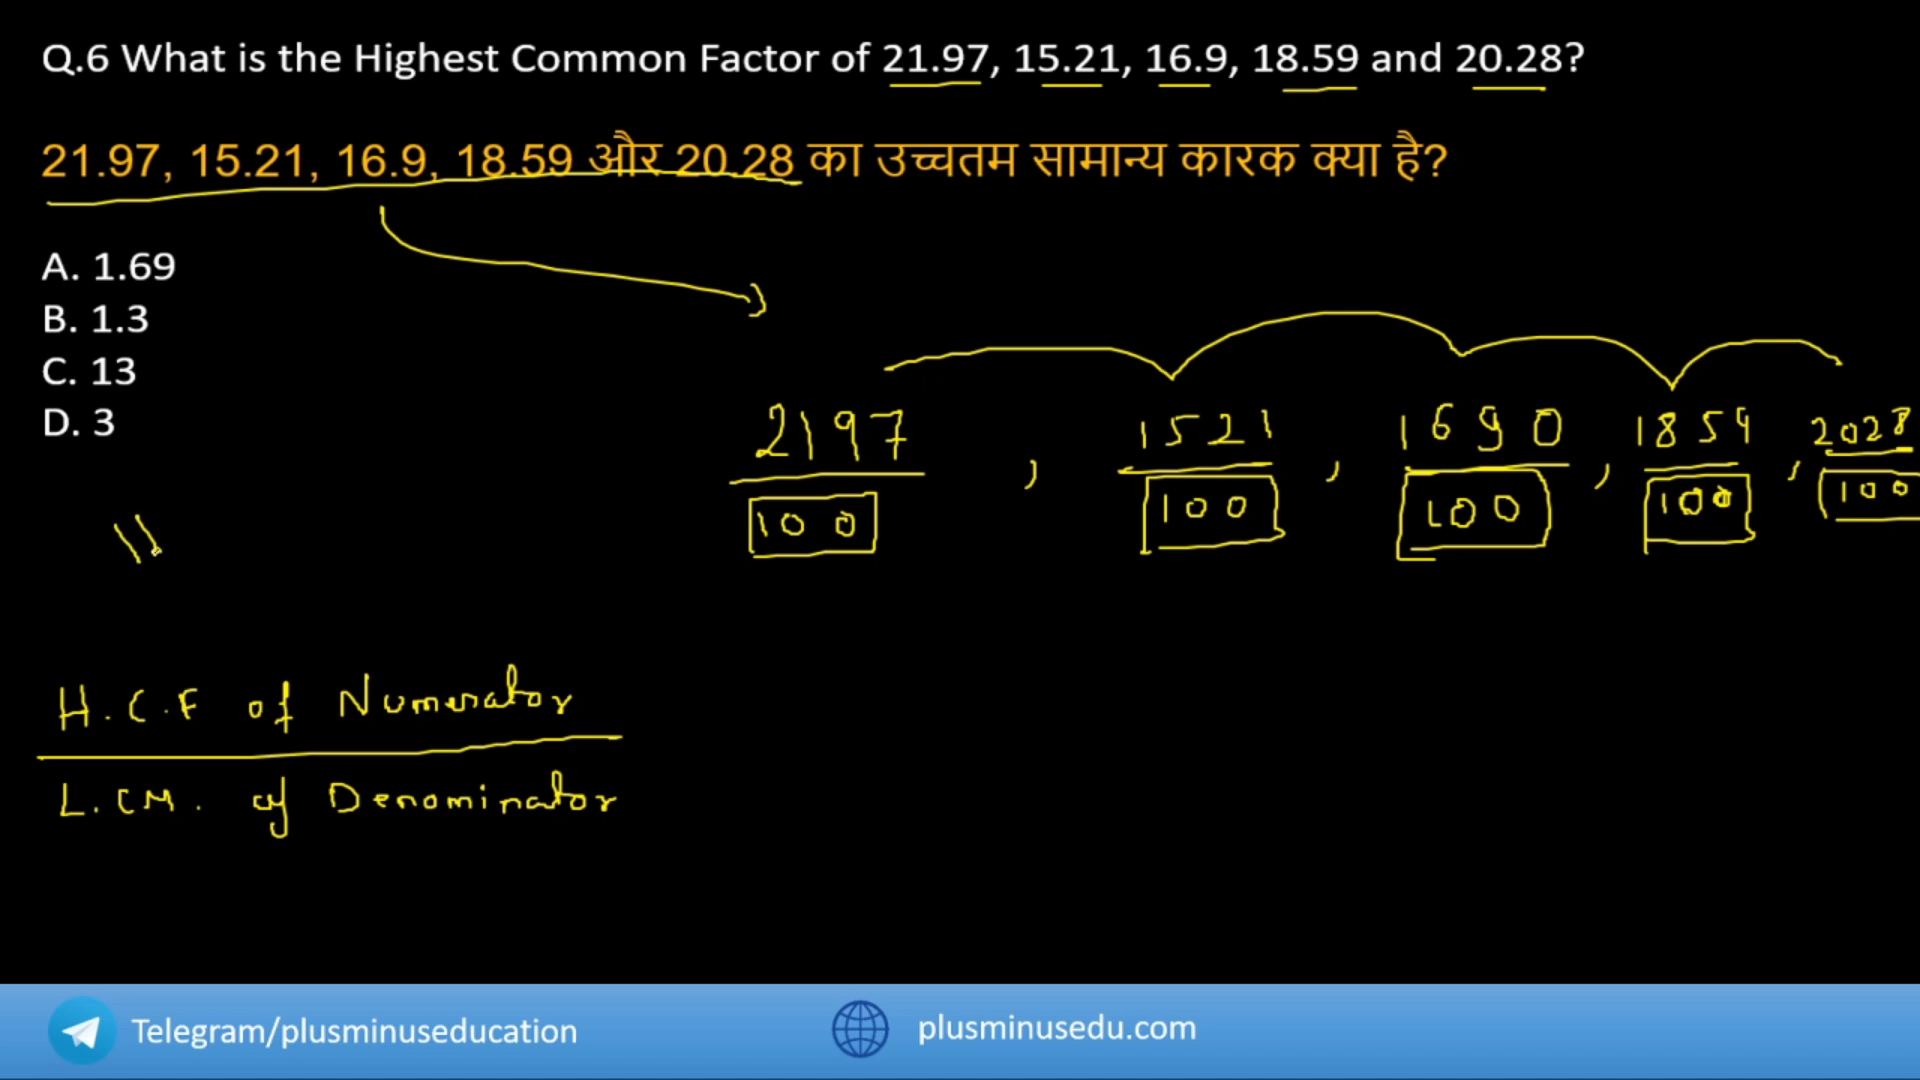 Q.6 What is the Highest Common Factor of 21.97, 15.21, 16.9, 18.59 and 20.28?
21.97, 15.21, 16.9, 18.59 और 20.28 का उच्चतम सामान्य कारक क्या है?
A. 1.69
B. 1.3
C. 13
D. 3
2197 , 1521 , 1690 , 1859 , 2028
100 100 100 100 100
H.C.F of Numerator
L.CM. of Denominator
Telegram/plusminuseducation
plusminusedu.com